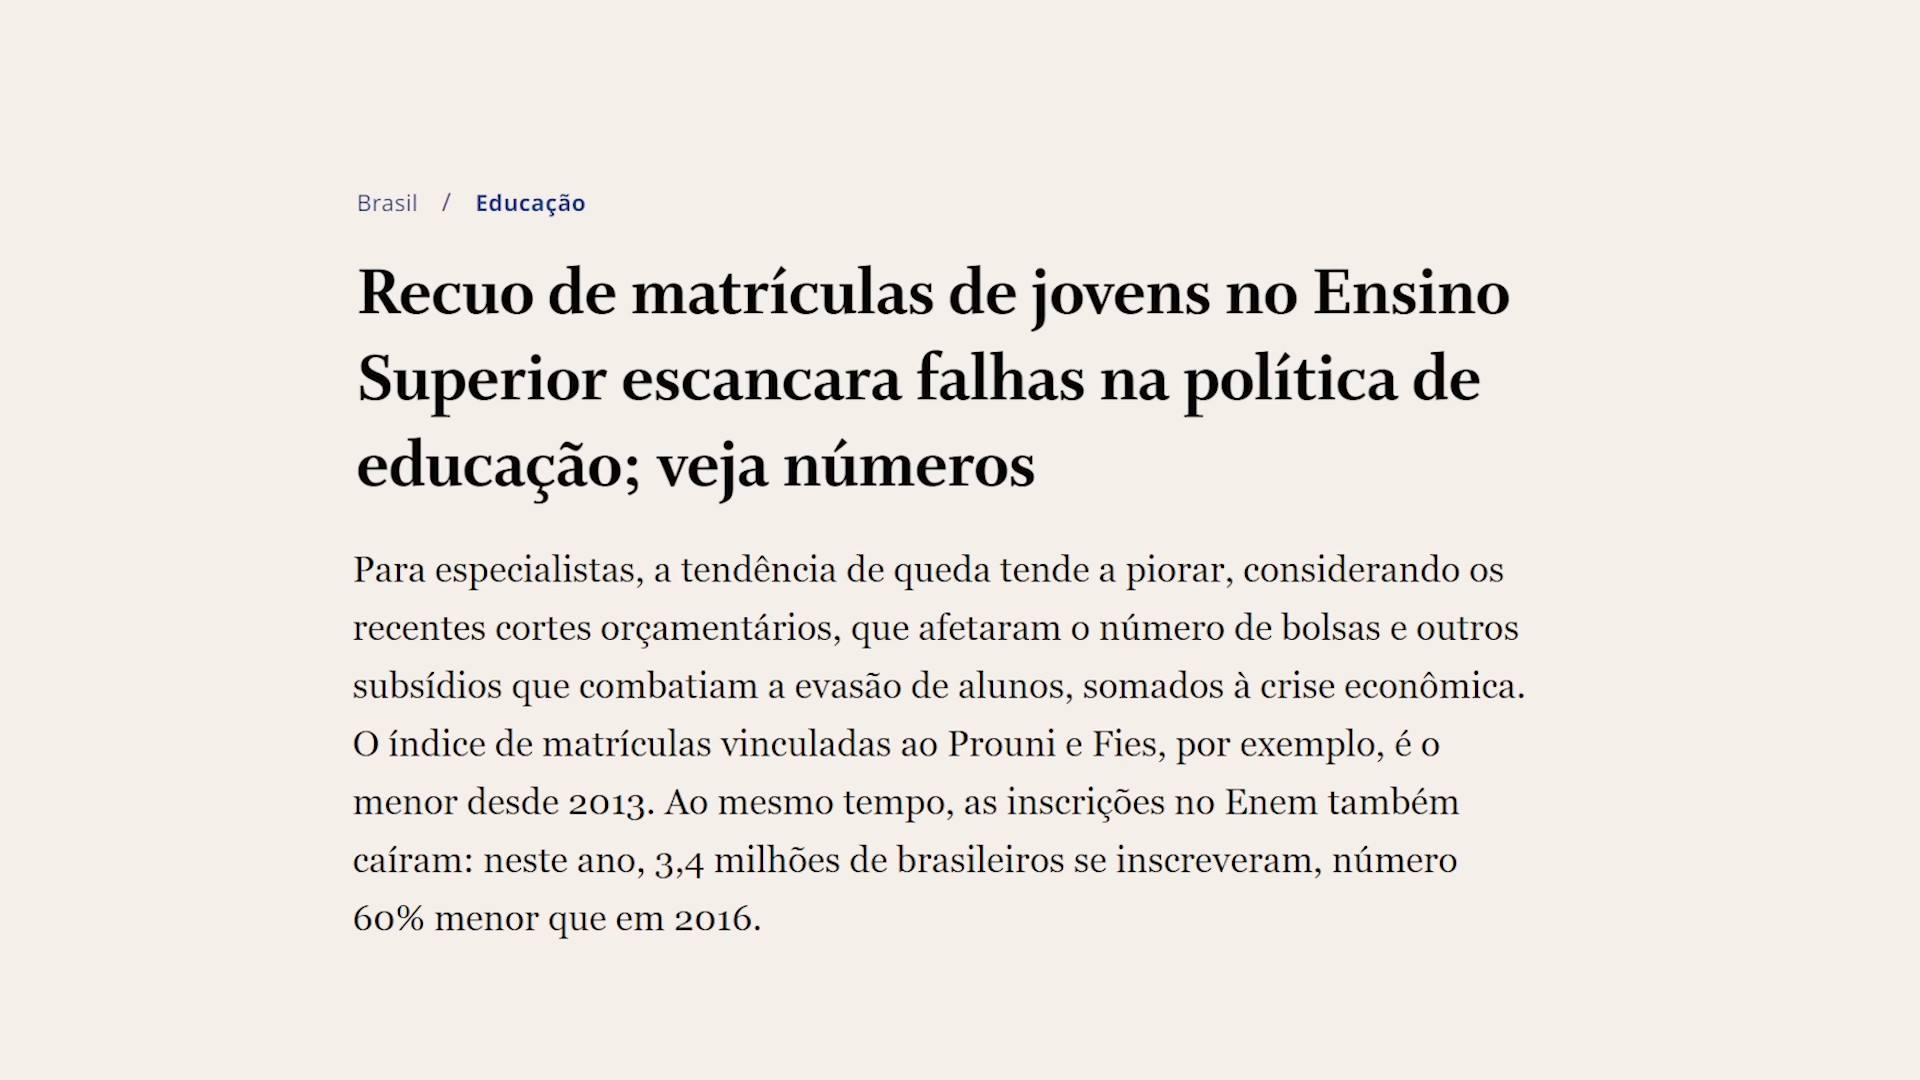 Brasil / Educação
Recuo de matrículas de jovens no Ensino
Superior escancara falhas na política de
educação; veja números
Para especialistas, a tendência de queda tende a piorar, considerando os
recentes cortes orçamentários, que afetaram o número de bolsas e outros
subsídios que combatiam a evasão de alunos, somados à crise econômica.
O índice de matrículas vinculadas ao Prouni e Fies, por exemplo, é o
menor desde 2013. Ao mesmo tempo, as inscrições no Enem também
caíram: neste ano, 3,4 milhões de brasileiros se inscreveram, número
60% menor que em 2016.